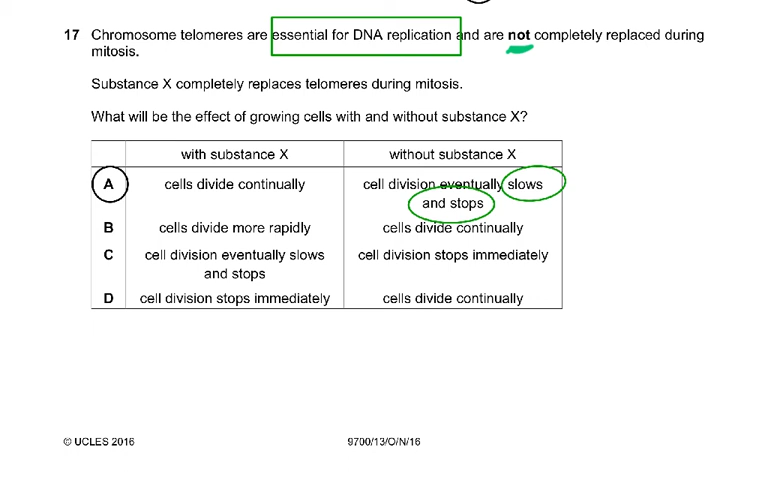 17 Chromosome telomeres are essential for DNA replication and are not completely replaced during
mitosis.
Substance X completely replaces telomeres during mitosis.
What will be the effect of growing cells with and without substance X?
with substance X without substance X
A cells divide continually cell division eventually slows
and stops
B cells divide more rapidly cells divide continually
C cell division eventually slows cell division stops immediately
and stops
D cell division stops immediately cells divide continually
© UCLES 2016 9700/13/O/N/16